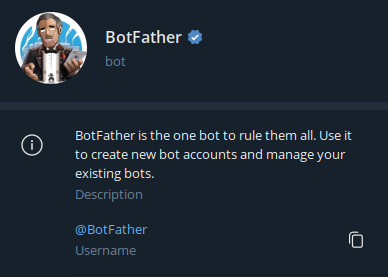 BotFather
bot
BotFather is the one bot to rule them all. Use it
to create new bot accounts and manage your
existing bots.
Description
@BotFather
Username